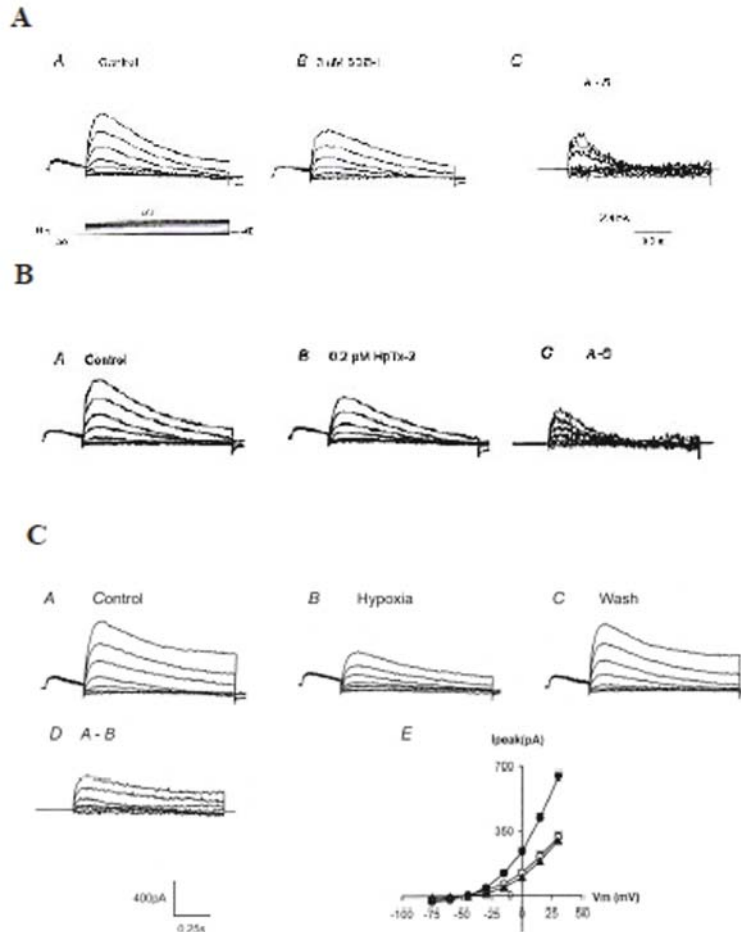 A
A Control B C
A - B
B
A Control B 0.2 µM HpTx-2 C A-B
C
A Control B Hypoxia C Wash
D A - B E Ipeak(pA)
700
350
400pA
0.25s
Vm (mV)
-100 -75 -50 -25 0 25 50